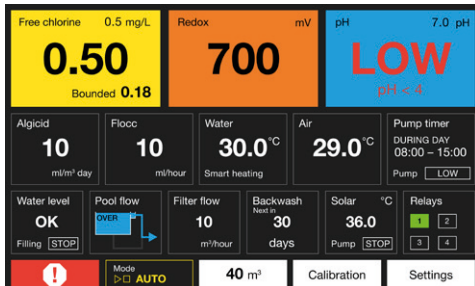 Free chlorine 0.5 mg/L
0.50
Bounded 0.18
Redox mV
700
pH 7.0 pH
LOW
pH < 4
Algicid
10
ml/m³ day
Flocc
10
ml/hour
Water
30.0°C
Smart heating
Air
29.0°C
Pump timer
DURING DAY
08:00 – 15:00
Pump LOW
Water level
OK
Filling STOP
Pool flow
OVER
Filter flow
10
m³/hour
Backwash
Next in
30
days
Solar °C
36.0
Pump STOP
Relays
1 2
3 4
!
Mode
AUTO
40 m³
Calibration
Settings